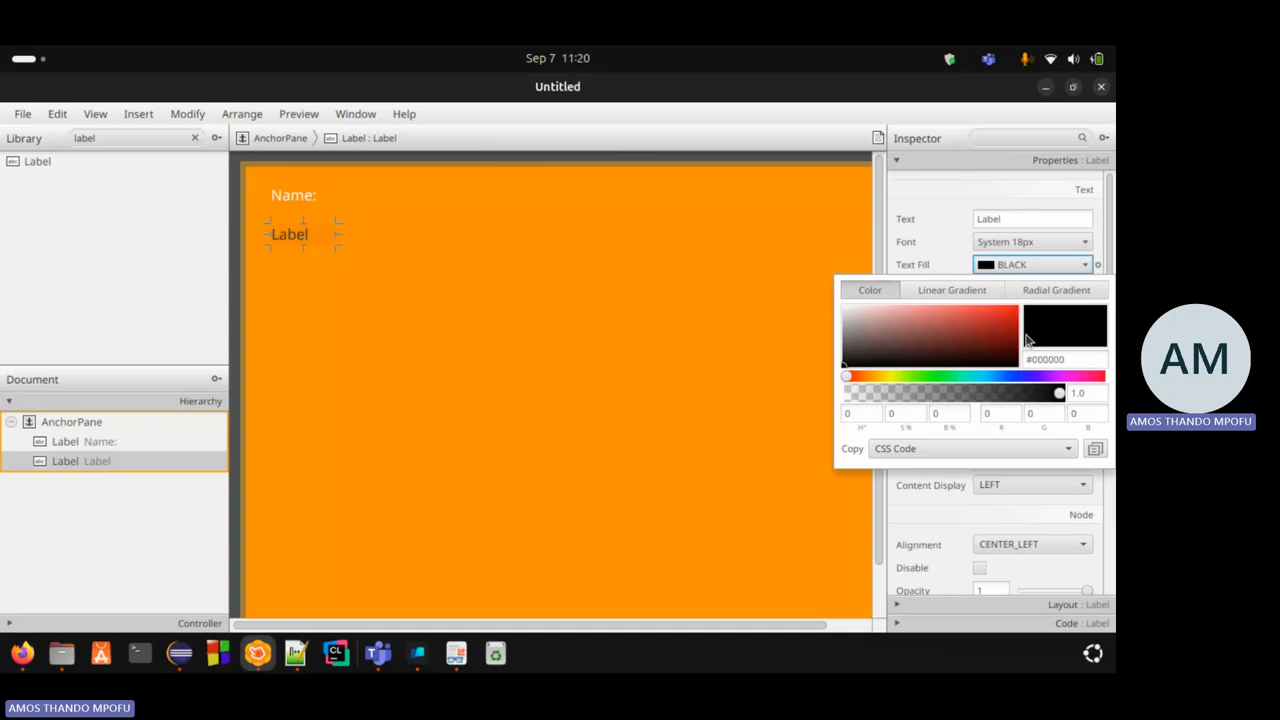 Sep 7 11:20
Untitled
File Edit View Insert Modify Arrange Preview Window Help
Library label
Label
AnchorPane Label : Label
Name:
Label
Inspector
Properties : Label
Text
Text Label
Font System 18px
Text Fill BLACK
Color Linear Gradient Radial Gradient
#000000
1.0
0 0 0 0 0 0
H° S % B % R G B
Copy CSS Code
Content Display LEFT
Node
Alignment CENTER_LEFT
Disable
Opacity 1
Layout : Label
Code : Label
Document
Hierarchy
AnchorPane
Label Name:
Label Label
Controller
CL
AM
AMOS THANDO MPOFU
AMOS THANDO MPOFU